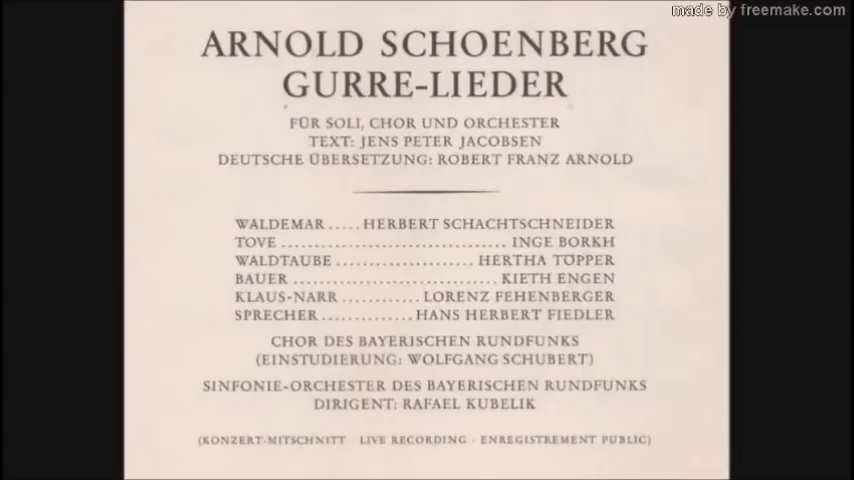 made by freemake.com
ARNOLD SCHOENBERG
GURRE-LIEDER
FÜR SOLI, CHOR UND ORCHESTER
TEXT: JENS PETER JACOBSEN
DEUTSCHE ÜBERSETZUNG: ROBERT FRANZ ARNOLD
WALDEMAR ..... HERBERT SCHACHTSCHNEIDER
TOVE ................................. INGE BORKH
WALDTAUBE .................... HERTHA TÖPPER
BAUER .............................. KIETH ENGEN
KLAUS-NARR ........... LORENZ FEHENBERGER
SPRECHER ............. HANS HERBERT FIEDLER
CHOR DES BAYERISCHEN RUNDFUNKS
(EINSTUDIERUNG: WOLFGANG SCHUBERT)
SINFONIE-ORCHESTER DES BAYERISCHEN RUNDFUNKS
DIRIGENT: RAFAEL KUBELIK
(KONZERT-MITSCHNITT · LIVE RECORDING · ENREGISTREMENT PUBLIC)